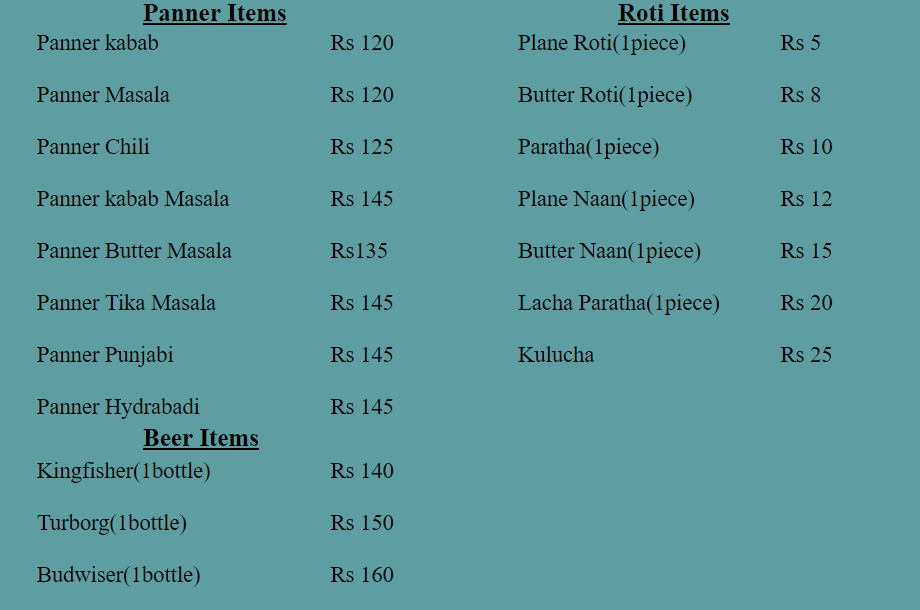 Panner Items
Panner kabab Rs 120
Panner Masala Rs 120
Panner Chili Rs 125
Panner kabab Masala Rs 145
Panner Butter Masala Rs135
Panner Tika Masala Rs 145
Panner Punjabi Rs 145
Panner Hydrabadi Rs 145
Beer Items
Kingfisher(1bottle) Rs 140
Turborg(1bottle) Rs 150
Budwiser(1bottle) Rs 160
Roti Items
Plane Roti(1piece) Rs 5
Butter Roti(1piece) Rs 8
Paratha(1piece) Rs 10
Plane Naan(1piece) Rs 12
Butter Naan(1piece) Rs 15
Lacha Paratha(1piece) Rs 20
Kulucha Rs 25